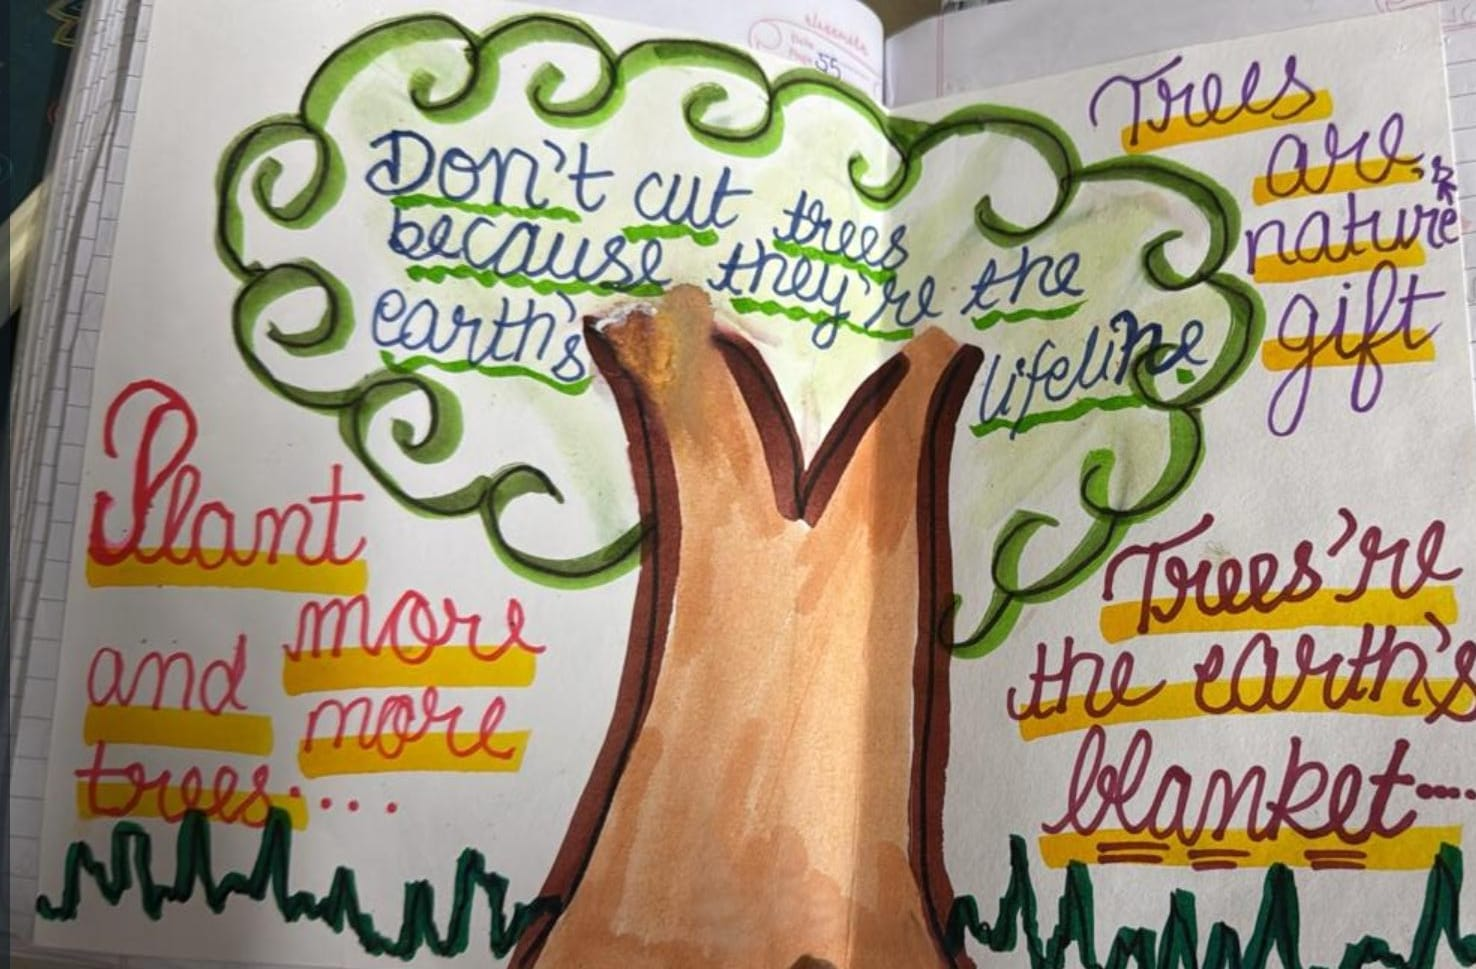 55
Don't cut trees
because they're the
earth's lifeline
Trees
are
nature's
gift
Plant
more
and more
trees....
Trees're
the earth's
blanket....